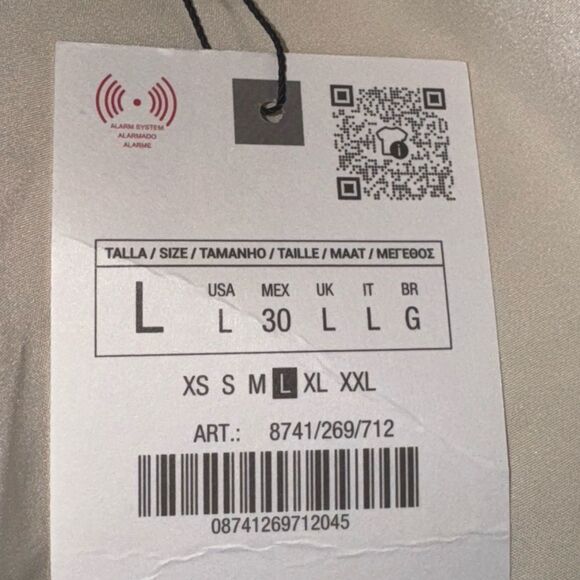 ALARM SYSTEM
ALARMADO
ALARME
TALLA / SIZE / TAMANHO / TAILLE / MAAT / ΜΕΓΕΘΟΣ
L
USA MEX UK IT BR
L 30 L L G
XS S M L XL XXL
ART.: 8741/269/712
08741269712045